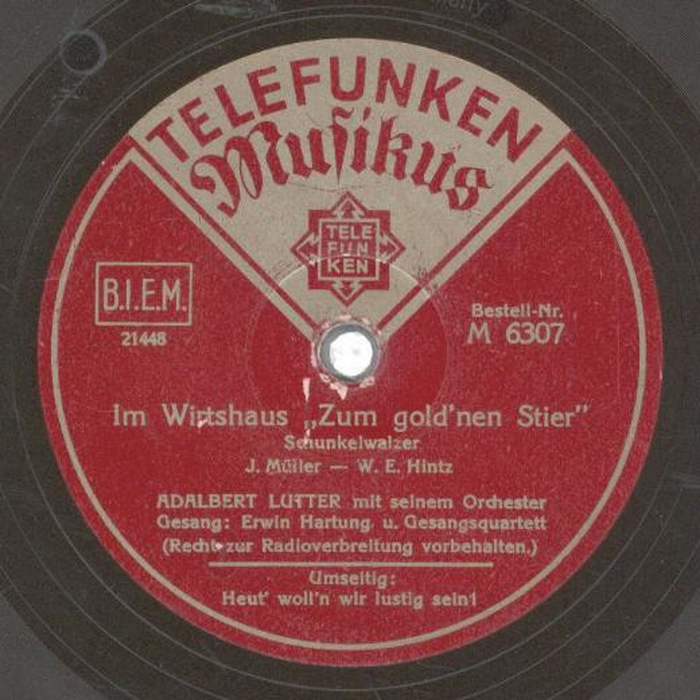 TELEFUNKEN
Musikus
TELE
FUN
KEN
B.I.E.M.
21448
Bestell-Nr.
M 6307
Im Wirtshaus „Zum gold'nen Stier”
Schunkelwalzer
J. Müller — W. E. Hintz
ADALBERT LUTTER mit seinem Orchester
Gesang: Erwin Hartung u. Gesangsquartett
(Recht zur Radioverbreitung vorbehalten.)
Umseitig:
Heut' woll'n wir lustig sein!